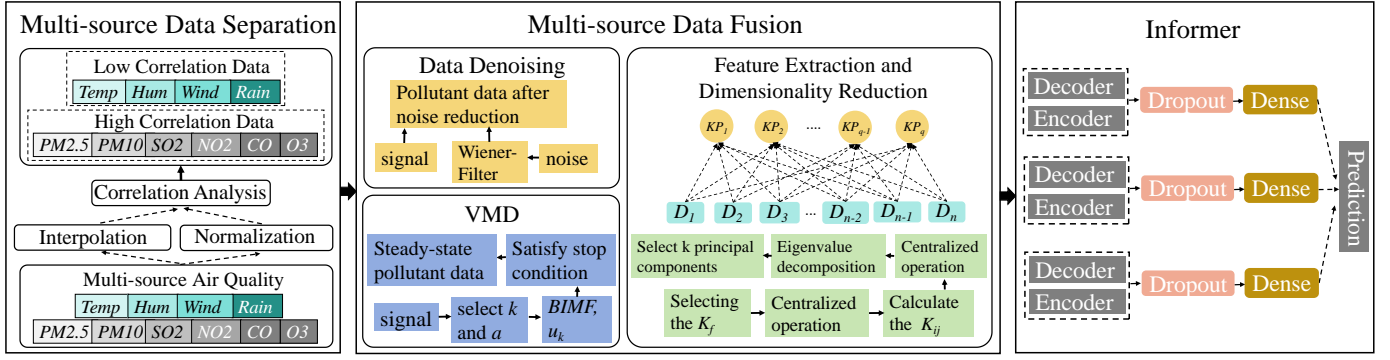 Multi-source Data Separation
Low Correlation Data
Temp Hum Wind Rain
High Correlation Data
PM2.5 PM10 SO2 NO2 CO O3
Correlation Analysis
Interpolation
Normalization
Multi-source Air Quality
Temp Hum Wind Rain
PM2.5 PM10 SO2 NO2 CO O3
Multi-source Data Fusion
Data Denoising
Pollutant data after
noise reduction
signal
Wiener-
Filter
noise
VMD
Steady-state
pollutant data
Satisfy stop
condition
signal
select k
and a
BIMF,
u_k
Feature Extraction and
Dimensionality Reduction
KP_1 KP_2 .... KP_{q-1} KP_q
D_1 D_2 D_3 ... D_{n-2} D_{n-1} D_n
Select k principal
components
Eigenvalue
decomposition
Centralized
operation
Selecting
the K_f
Centralized
operation
Calculate
the K_{ij}
Informer
Decoder
Encoder
Dropout
Dense
Decoder
Encoder
Dropout
Dense
Decoder
Encoder
Dropout
Dense
Prediction